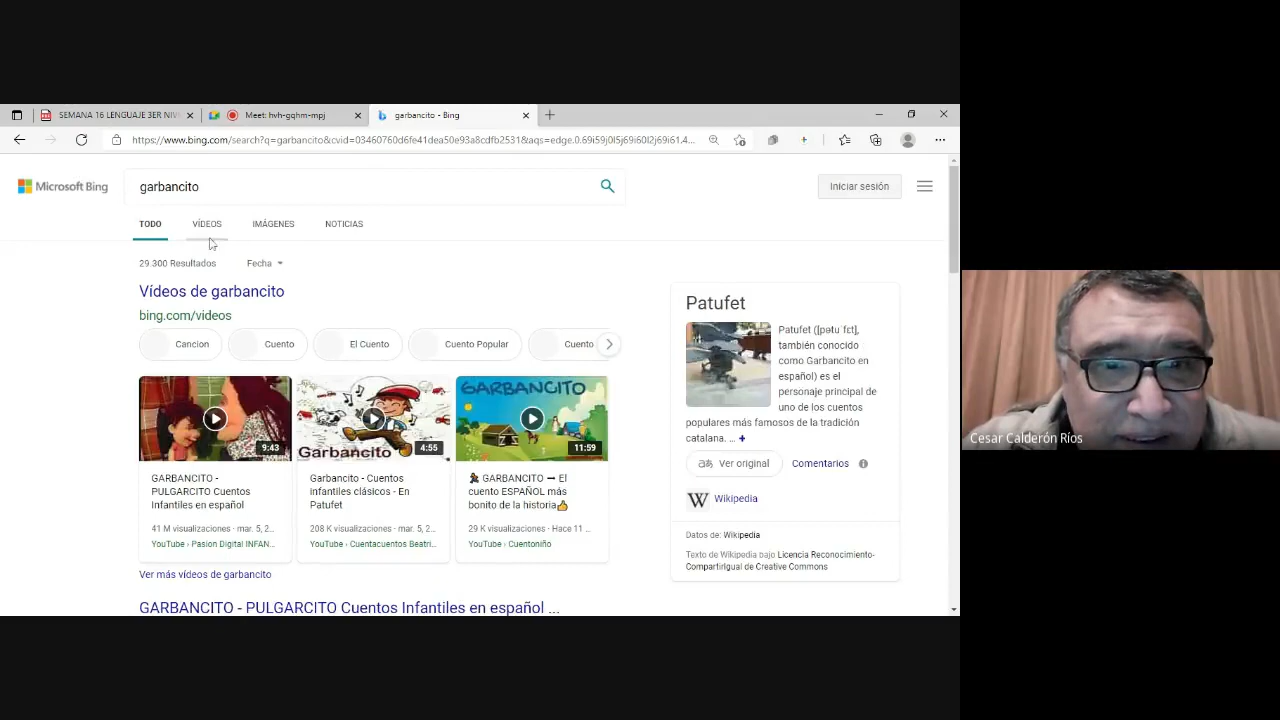 SEMANA 16 LENGUAJE 3ER NIV
Meet: hvh-gqhm-mpj
garbancito - Bing
https://www.bing.com/search?q=garbancito&cvid=03460760d6fe41dea50e93a8cdfb2531&aqs=edge.0.69i59j0l5j69i60l2j69i61.4...
Microsoft Bing
garbancito
Iniciar sesión
TODO
VÍDEOS
IMÁGENES
NOTICIAS
29.300 Resultados
Fecha
Vídeos de garbancito
bing.com/videos
Cancion
Cuento
El Cuento
Cuento Popular
Cuento
9:43
Garbancito
4:55
GARBANCITO
11:59
GARBANCITO -
PULGARCITO Cuentos
Infantiles en español
41 M visualizaciones · mar. 5, 2...
YouTube › Pasion Digital INFAN...
Garbancito - Cuentos
infantiles clásicos - En
Patufet
208 K visualizaciones · mar. 5, 2...
YouTube › Cuentacuentos Beatri...
GARBANCITO ➞ El
cuento ESPAÑOL más
bonito de la historia👍
29 K visualizaciones · Hace 11 ...
YouTube › Cuentoniño
Ver más vídeos de garbancito
GARBANCITO - PULGARCITO Cuentos Infantiles en español ...
Patufet
Patufet ([pətuˈfɛt],
también conocido
como Garbancito en
español) es el
personaje principal de
uno de los cuentos
populares más famosos de la tradición
catalana. ... +
Ver original
Comentarios
W Wikipedia
Datos de: Wikipedia
Texto de Wikipedia bajo Licencia Reconocimiento-
CompartirIgual de Creative Commons
Cesar Calderón Ríos